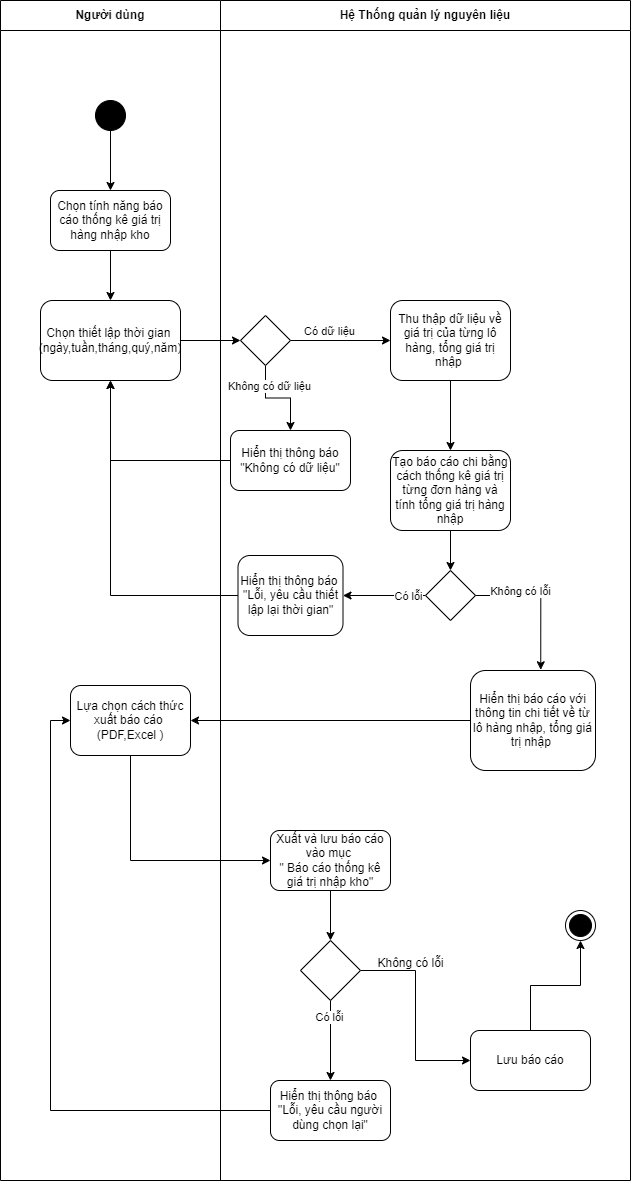 Người dùng
Hệ Thống quản lý nguyên liệu
Chọn tính năng báo
cáo thống kê giá trị
hàng nhập kho
Chọn thiết lập thời gian
(ngày,tuần,tháng,quý,năm)
Có dữ liệu
Thu thập dữ liệu về
giá trị của từng lô
hàng, tổng giá trị
nhập
Không có dữ liệu
Hiển thị thông báo
"Không có dữ liệu"
Tạo báo cáo chi bằng
cách thống kê giá trị
từng đơn hàng và
tính tổng giá trị hàng
nhập
Hiển thị thông báo
"Lỗi, yêu cầu thiết
lập lại thời gian"
Có lỗi
Không có lỗi
Lựa chọn cách thức
xuất báo cáo
(PDF,Excel )
Hiển thị báo cáo với
thông tin chi tiết về từ
lô hàng nhập, tổng giá
trị nhập
Xuất và lưu báo cáo
vào mục
" Báo cáo thống kê
giá trị nhập kho"
Không có lỗi
Có lỗi
Lưu báo cáo
Hiển thị thông báo
"Lỗi, yêu cầu người
dùng chọn lại"